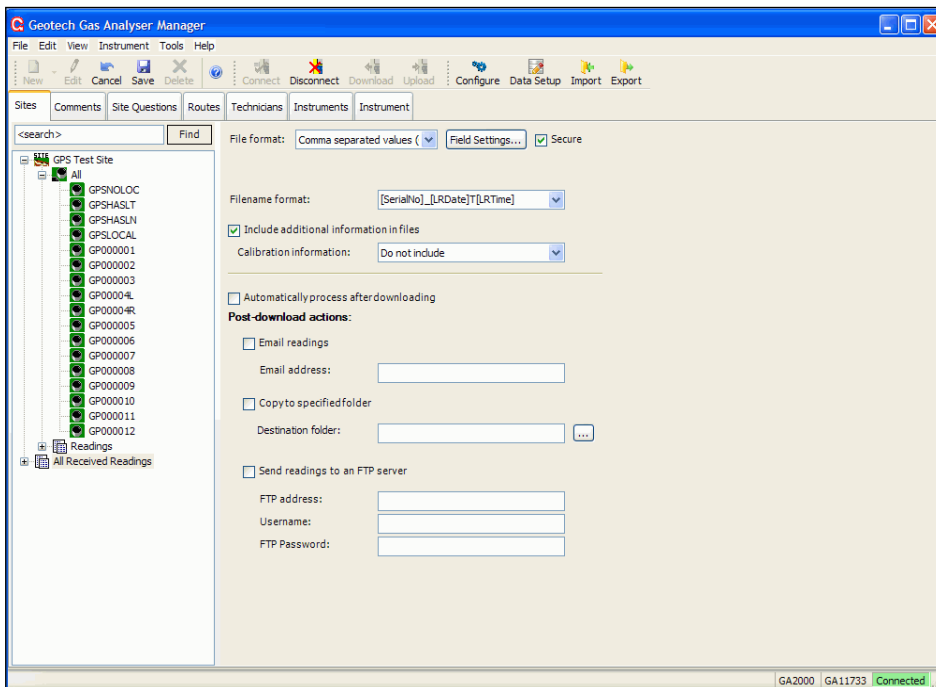 Geotech Gas Analyser Manager
File Edit View Instrument Tools Help
New Edit Cancel Save Delete Connect Disconnect Download Upload Configure Data Setup Import Export
Sites Comments Site Questions Routes Technicians Instruments Instrument
<search> Find
File format: Comma separated values ( Field Settings... Secure
GPS Test Site
All
GPSNOLOC
GPSHASLT
GPSHASLN
GPSLOCAL
GP000001
GP000002
GP000003
GP00004L
GP00004R
GP000005
GP000006
GP000007
GP000008
GP000009
GP000010
GP000011
GP000012
Readings
All Received Readings
Filename format: [SerialNo]_[LRDate]T[LRTime]
Include additional information in files
Calibration information: Do not include
Automatically process after downloading
Post-download actions:
Email readings
Email address:
Copy to specified folder
Destination folder: ...
Send readings to an FTP server
FTP address:
Username:
FTP Password:
GA2000 GA11733 Connected